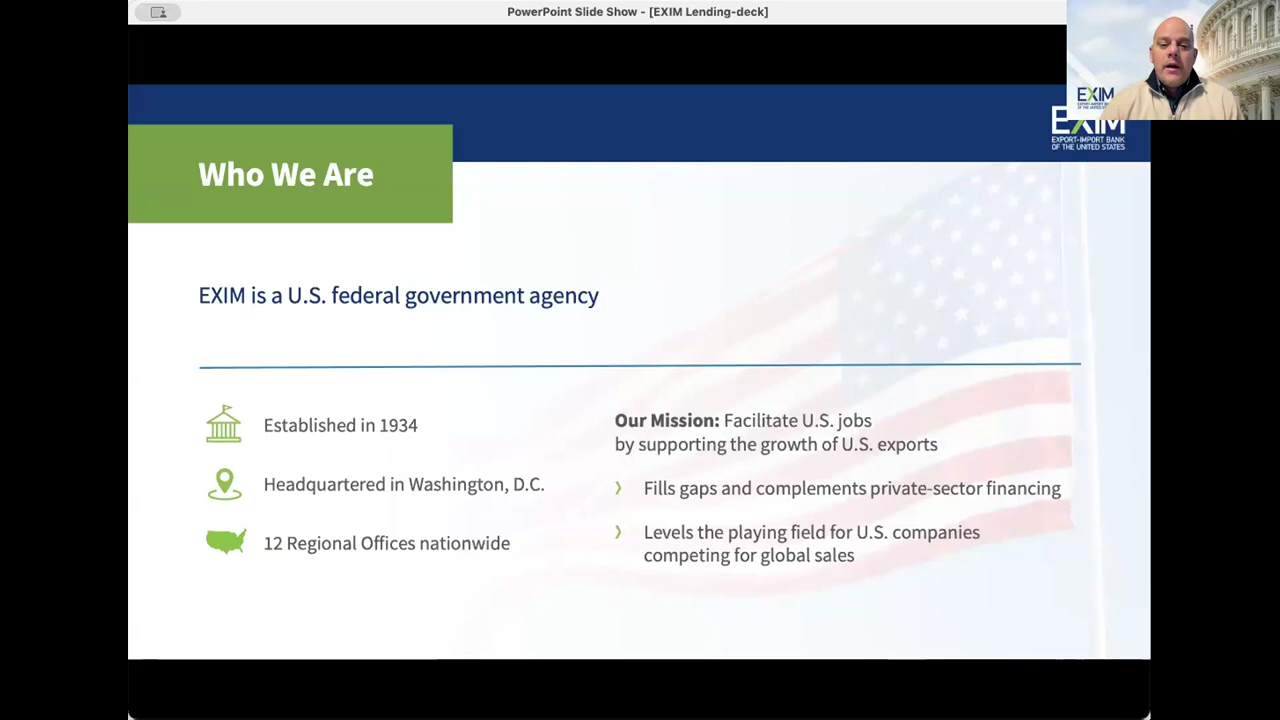 PowerPoint Slide Show - [EXIM Lending-deck]
EXIM
EXPORT-IMPORT BANK
OF THE UNITED STATES
EXIM
EXPORT-IMPORT BANK
OF THE UNITED STATES
Who We Are
EXIM is a U.S. federal government agency
Established in 1934
Headquartered in Washington, D.C.
12 Regional Offices nationwide
Our Mission: Facilitate U.S. jobs
by supporting the growth of U.S. exports
Fills gaps and complements private-sector financing
Levels the playing field for U.S. companies
competing for global sales